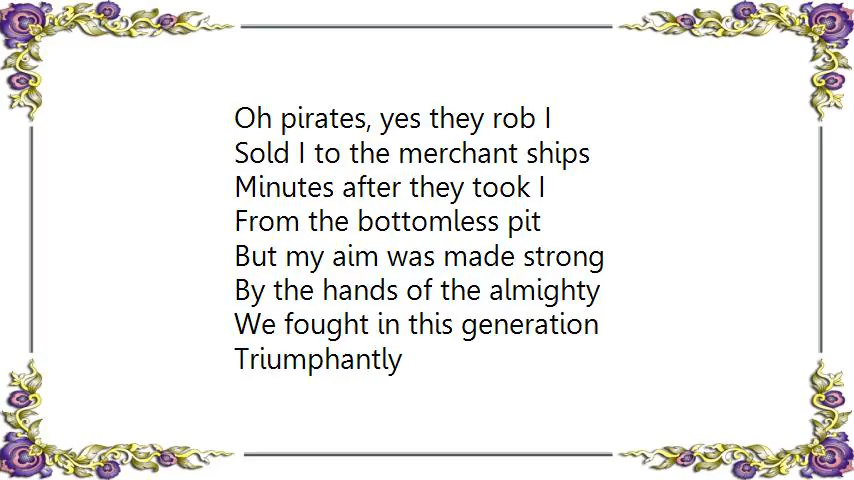 Oh pirates, yes they rob I
Sold I to the merchant ships
Minutes after they took I
From the bottomless pit
But my aim was made strong
By the hands of the almighty
We fought in this generation
Triumphantly